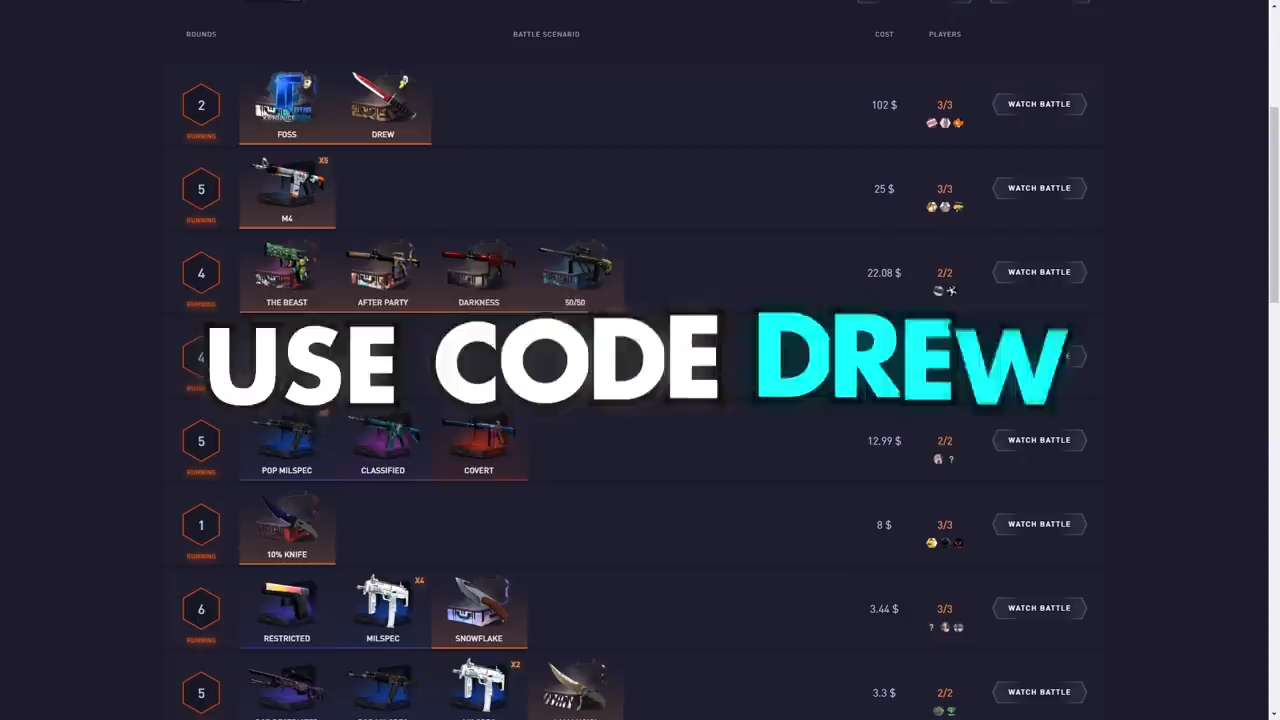 ROUNDS BATTLE SCENARIO COST PLAYERS
2 102 $ 3/3 WATCH BATTLE
RUNNING FOSS DREW
X5
5 25 $ 3/3 WATCH BATTLE
RUNNING M4
4 22.08 $ 2/2 WATCH BATTLE
RUNNING THE BEAST AFTER PARTY DARKNESS 50/50
4
USE CODE DREW
5 12.99 $ 2/2 WATCH BATTLE
? 
RUNNING POP MILSPEC CLASSIFIED COVERT
1 8 $ 3/3 WATCH BATTLE
RUNNING 10% KNIFE
X4
6 3.44 $ 3/3 WATCH BATTLE
?
RUNNING RESTRICTED MILSPEC SNOWFLAKE
X2
5 3.3 $ 2/2 WATCH BATTLE